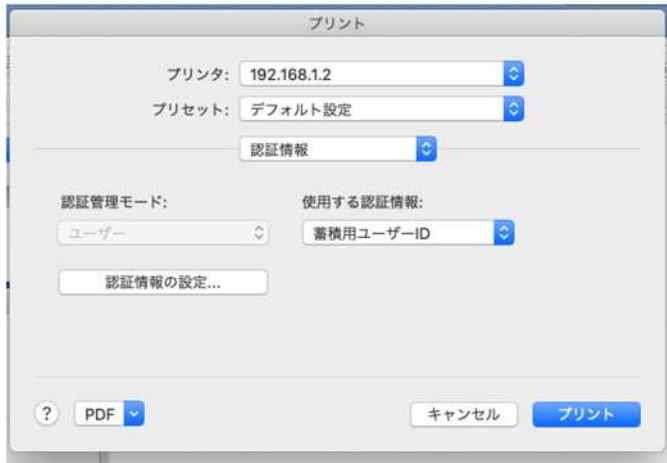 プリント
プリンタ: 192.168.1.2
プリセット: デフォルト設定
認証情報
認証管理モード: 使用する認証情報:
ユーザー 蓄積用ユーザーID
認証情報の設定...
? PDF キャンセル プリント